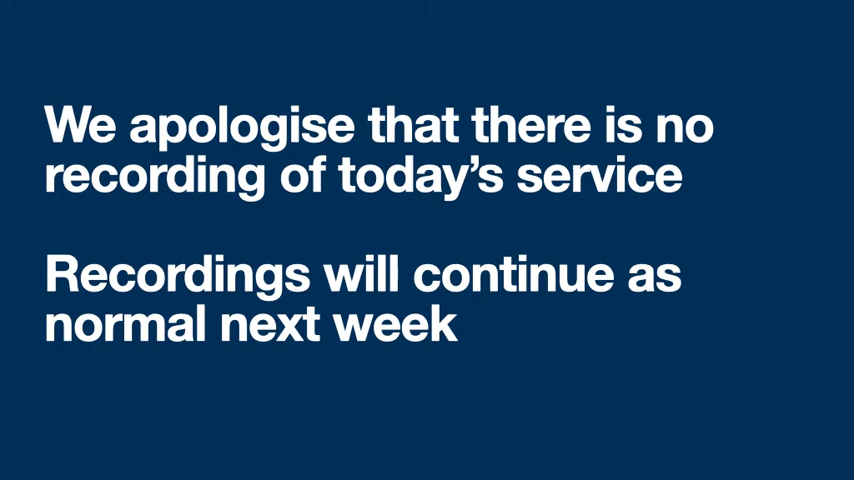 We apologise that there is no
recording of today’s service
Recordings will continue as
normal next week